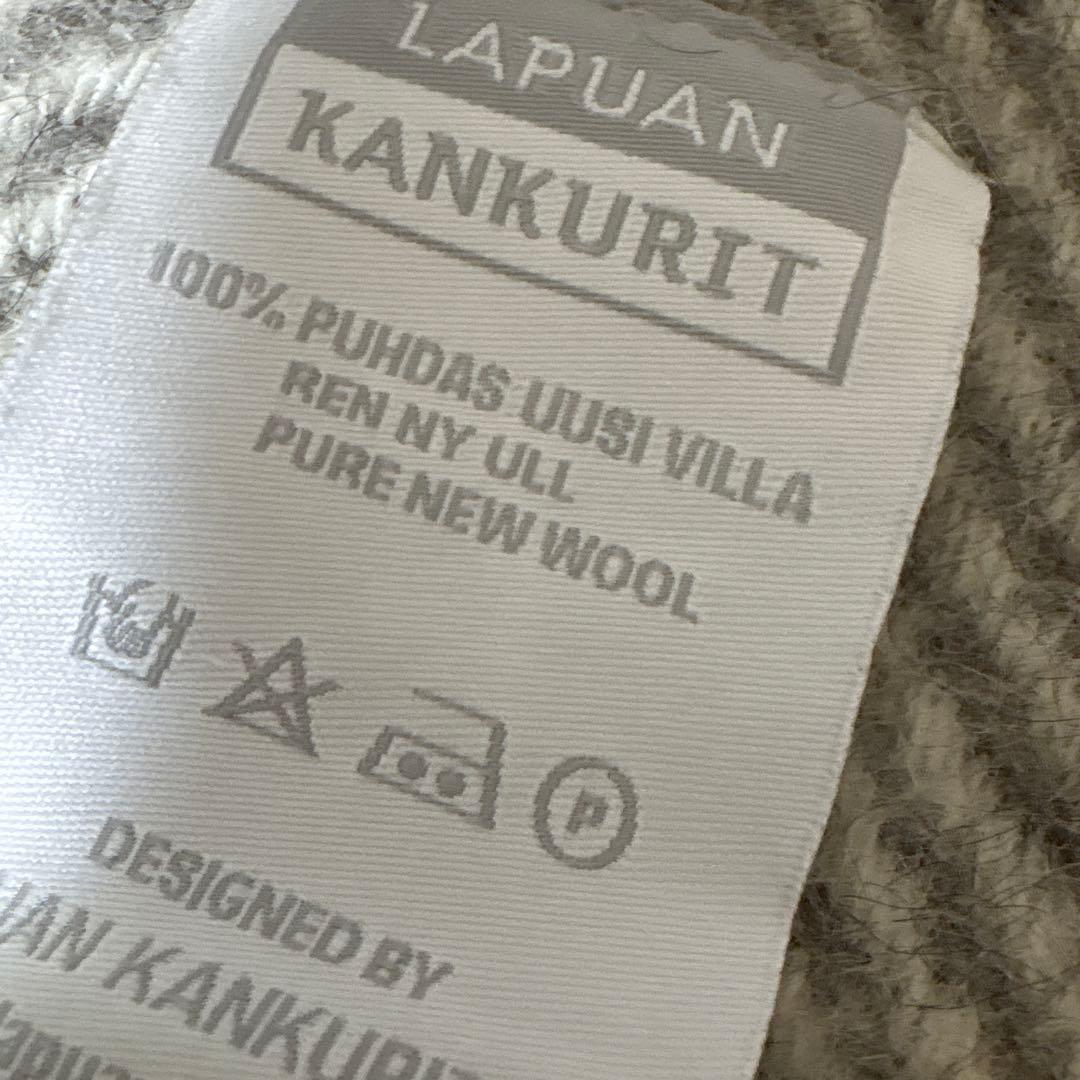 LAPUAN
KANKURIT
100% PUHDAS UUSI VILLA
REN NY ULL
PURE NEW WOOL
P
DESIGNED BY
KANKURIT